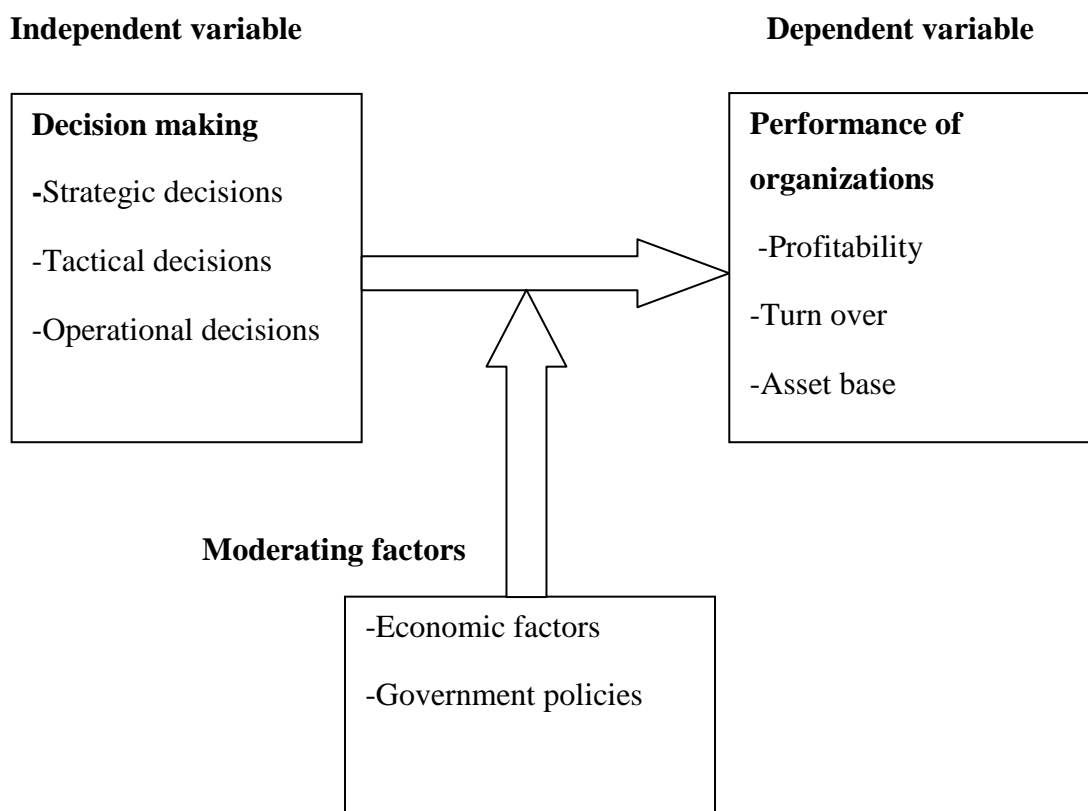 Independent variable
Dependent variable
Decision making
-Strategic decisions
-Tactical decisions
-Operational decisions
Performance of
organizations
-Profitability
-Turn over
-Asset base
Moderating factors
-Economic factors
-Government policies